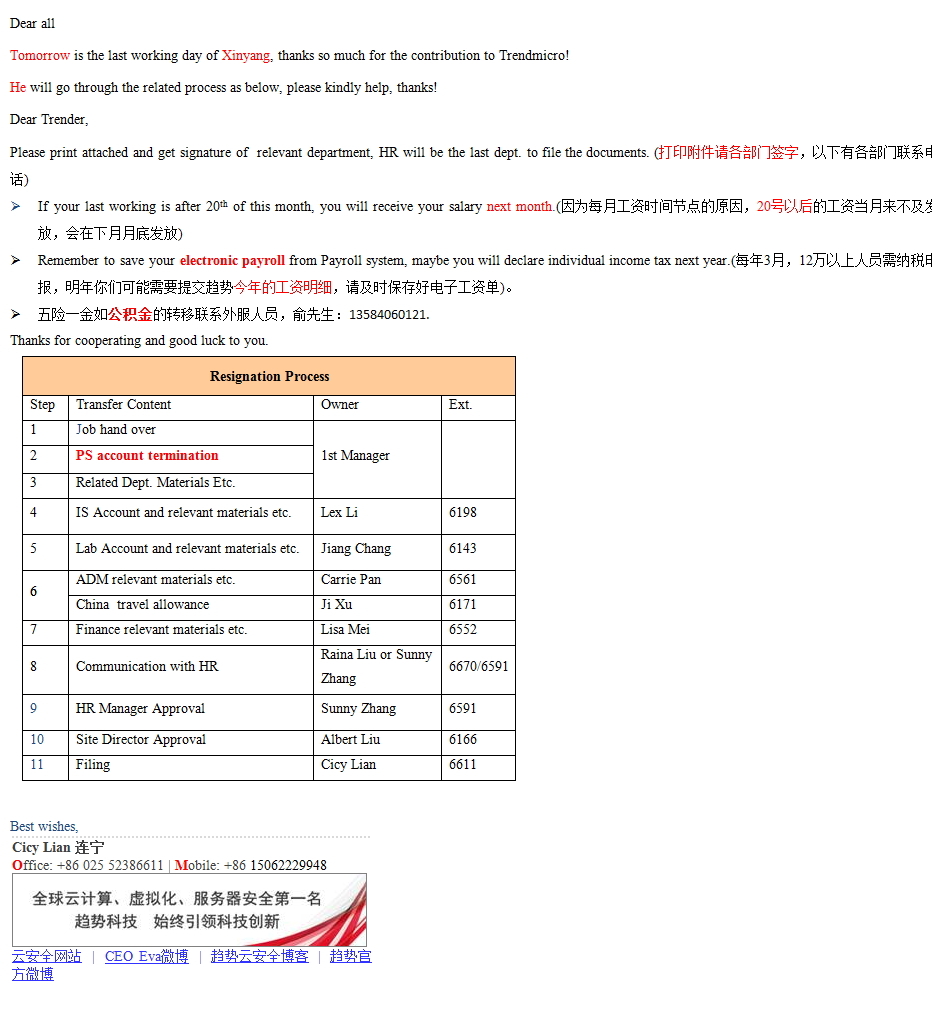 Dear all
Tomorrow is the last working day of Xinyang, thanks so much for the contribution to Trendmicro!
He will go through the related process as below, please kindly help, thanks!
Dear Trender,
Please print attached and get signature of relevant department, HR will be the last dept. to file the documents. (打印附件请各部门签字，以下有各部门联系电
话)
➢ If your last working is after 20th of this month, you will receive your salary next month.(因为每月工资时间节点的原因，20号以后的工资当月来不及发
放，会在下月月底发放)
➢ Remember to save your electronic payroll from Payroll system, maybe you will declare individual income tax next year.(每年3月，12万以上人员需纳税申
报，明年你们可能需要提交趋势今年的工资明细，请及时保存好电子工资单)。
➢ 五险一金如公积金的转移联系外服人员，俞先生：13584060121.
Thanks for cooperating and good luck to you.
Resignation Process
Step Transfer Content Owner Ext.
1 Job hand over
2 PS account termination 1st Manager
3 Related Dept. Materials Etc.
4 IS Account and relevant materials etc. Lex Li 6198
5 Lab Account and relevant materials etc. Jiang Chang 6143
6 ADM relevant materials etc. Carrie Pan 6561
China travel allowance Ji Xu 6171
7 Finance relevant materials etc. Lisa Mei 6552
8 Communication with HR Raina Liu or Sunny Zhang 6670/6591
9 HR Manager Approval Sunny Zhang 6591
10 Site Director Approval Albert Liu 6166
11 Filing Cicy Lian 6611
Best wishes,
Cicy Lian 连宁
Office: +86 025 52386611 | Mobile: +86 15062229948
全球云计算、虚拟化、服务器安全第一名
趋势科技 始终引领科技创新
云安全网站 | CEO Eva微博 | 趋势云安全博客 | 趋势官
方微博